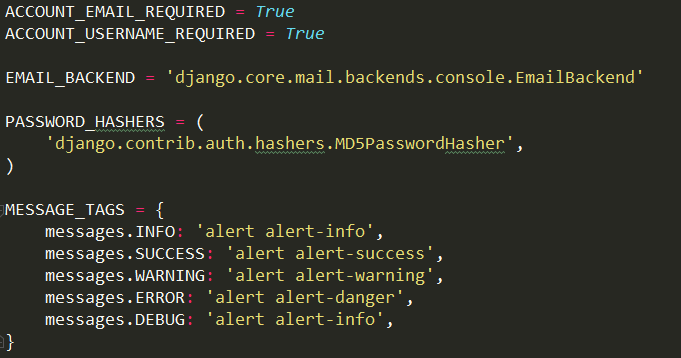 ACCOUNT_EMAIL_REQUIRED = True
ACCOUNT_USERNAME_REQUIRED = True
EMAIL_BACKEND = 'django.core.mail.backends.console.EmailBackend'
PASSWORD_HASHERS = (
    'django.contrib.auth.hashers.MD5PasswordHasher',
)
MESSAGE_TAGS = {
    messages.INFO: 'alert alert-info',
    messages.SUCCESS: 'alert alert-success',
    messages.WARNING: 'alert alert-warning',
    messages.ERROR: 'alert alert-danger',
    messages.DEBUG: 'alert alert-info',
}